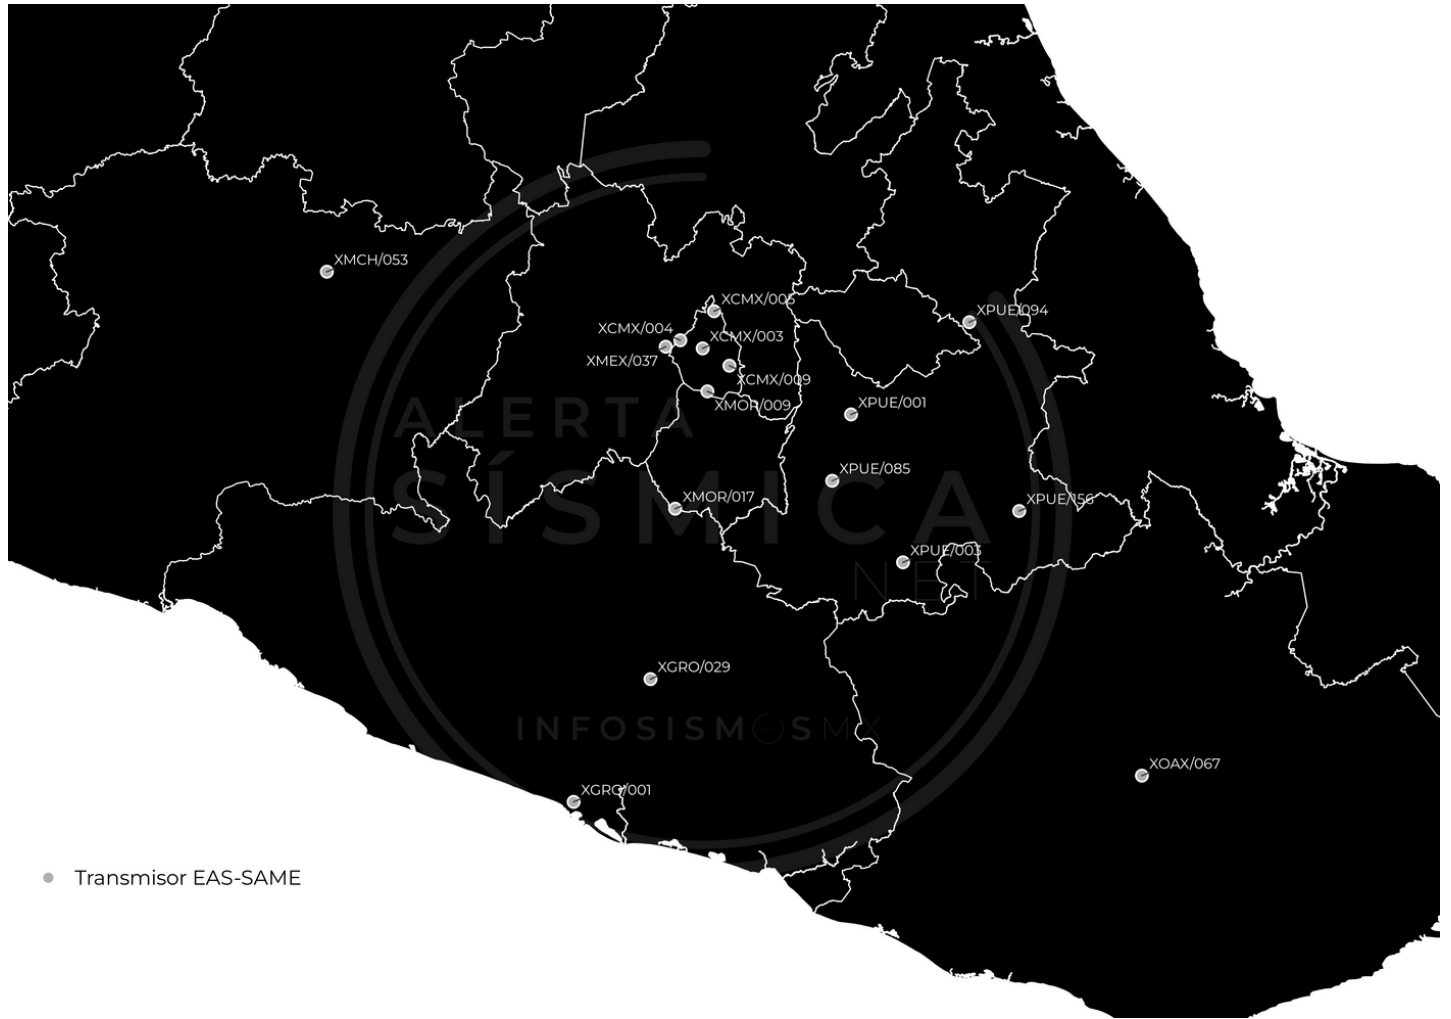 XMCH/053
XCMX/005
XPUE/094
XCMX/004
XCMX/003
XMEX/037
XCMX/009
XMOR/009
XPUE/001
ALERTA
SÍSMICA
NET
XPUE/085
XMOR/017
XPUE/156
XPUE/003
XGRO/029
INFOSISMOSMX
XOAX/067
XGRO/001
Transmisor EAS-SAME